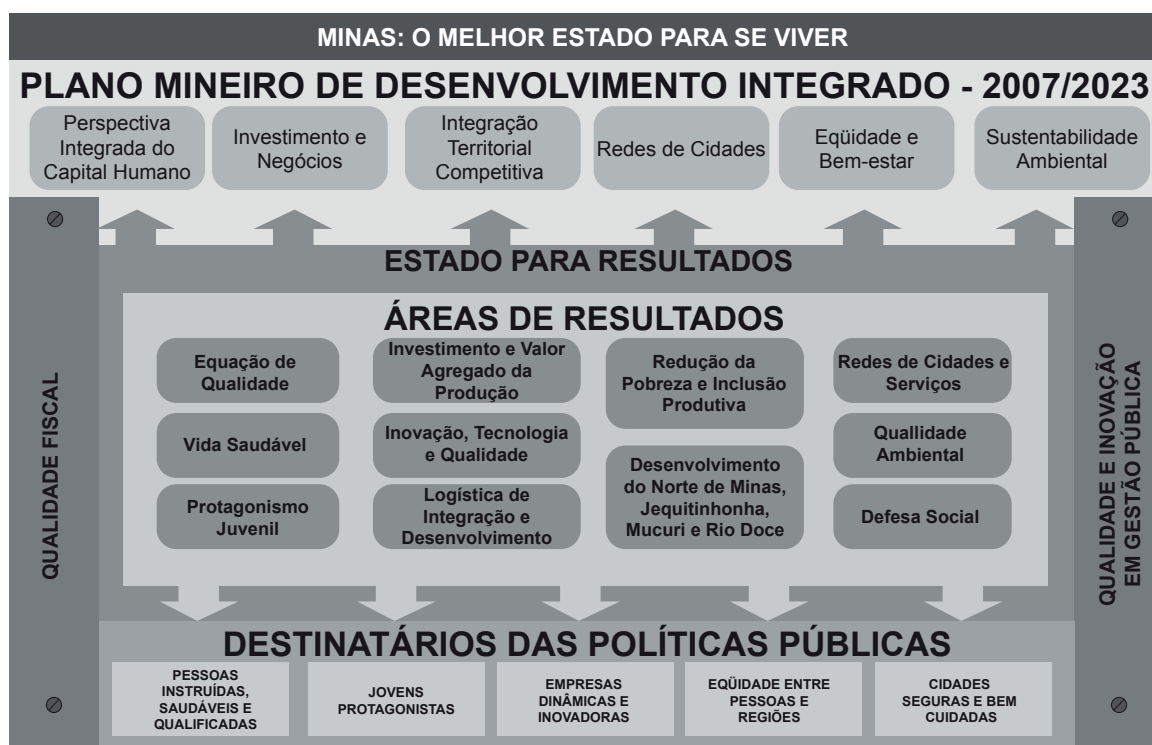 MINAS: O MELHOR ESTADO PARA SE VIVER
PLANO MINEIRO DE DESENVOLVIMENTO INTEGRADO - 2007/2023
Perspectiva
Integrada do
Capital Humano
Investimento e
Negócios
Integração
Territorial
Competitiva
Redes de Cidades
Eqüidade e
Bem-estar
Sustentabilidade
Ambiental
QUALIDADE FISCAL
ESTADO PARA RESULTADOS
ÁREAS DE RESULTADOS
Equação de
Qualidade
Vida Saudável
Protagonismo
Juvenil
Investimento e Valor
Agregado da
Produção
Inovação, Tecnologia
e Qualidade
Logística de
Integração e
Desenvolvimento
Redução da
Pobreza e Inclusão
Produtiva
Desenvolvimento
do Norte de Minas,
Jequitinhonha,
Mucuri e Rio Doce
Redes de Cidades e
Serviços
Quallidade
Ambiental
Defesa Social
QUALIDADE E INOVAÇÃO
EM GESTÃO PÚBLICA
DESTINATÁRIOS DAS POLÍTICAS PÚBLICAS
PESSOAS
INSTRUÍDAS,
SAUDÁVEIS E
QUALIFICADAS
JOVENS
PROTAGONISTAS
EMPRESAS
DINÂMICAS E
INOVADORAS
EQÜIDADE ENTRE
PESSOAS E
REGIÕES
CIDADES
SEGURAS E BEM
CUIDADAS